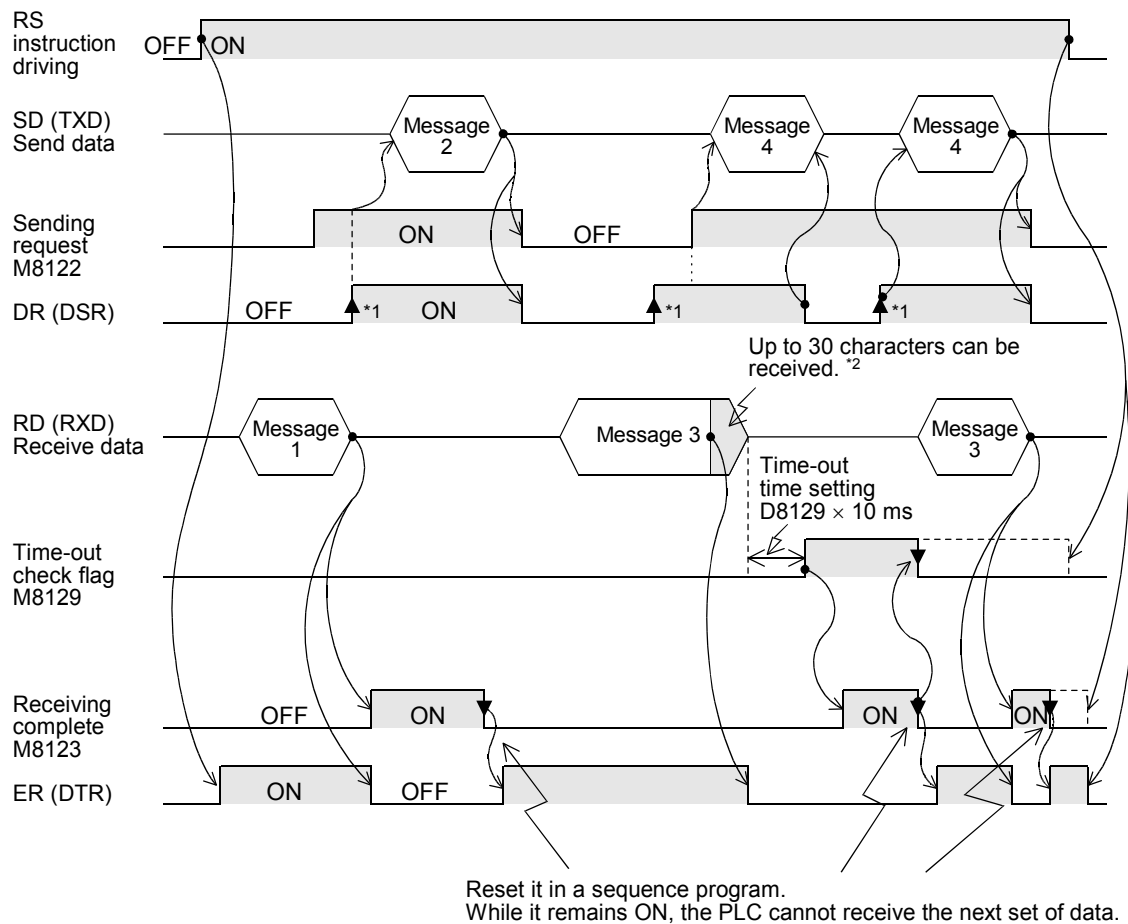 RS
instruction
driving
OFF
ON
SD (TXD)
Send data
Message
2
Message
4
Message
4
Sending
request
M8122
ON
OFF
DR (DSR)
OFF
*1
ON
*1
*1
Up to 30 characters can be
received. *2
RD (RXD)
Receive data
Message
1
Message 3
Message
3
Time-out
time setting
D8129 × 10 ms
Time-out
check flag
M8129
Receiving
complete
M8123
OFF
ON
ON
ON
ER (DTR)
ON
OFF
Reset it in a sequence program.
While it remains ON, the PLC cannot receive the next set of data.